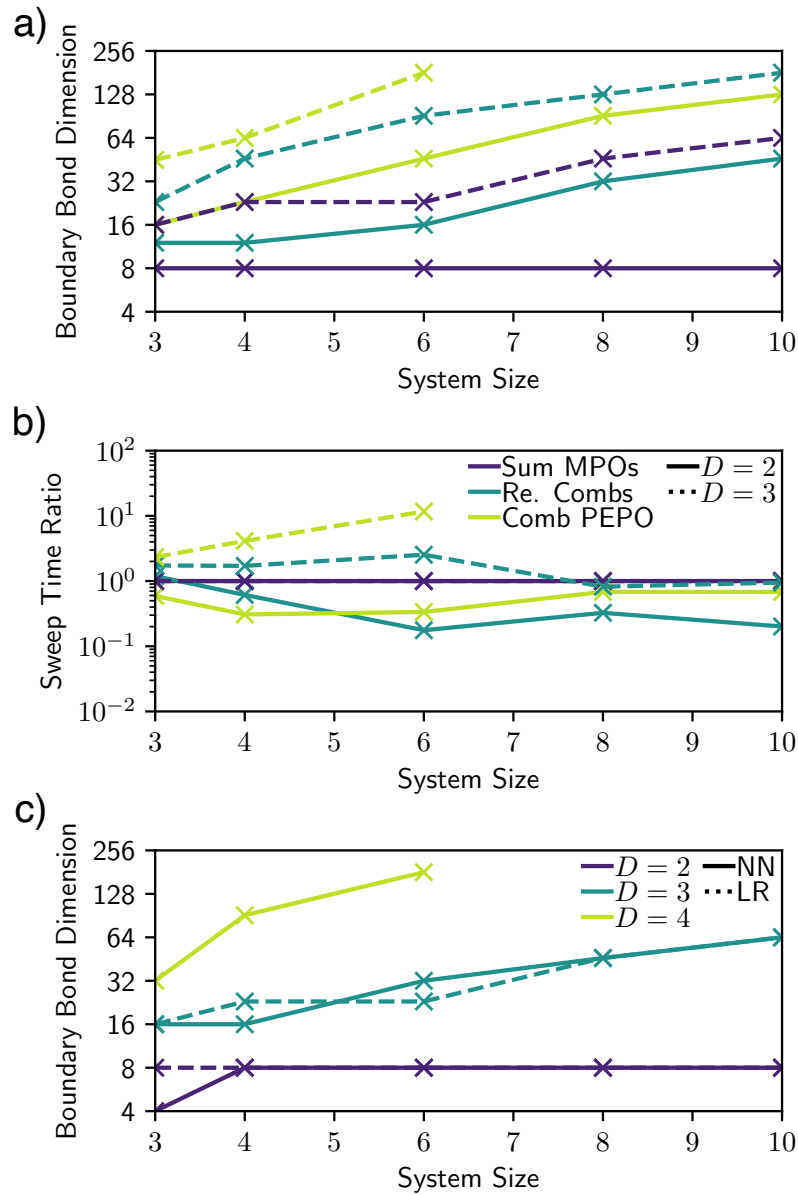 a)
Boundary Bond Dimension
256
128
64
32
16
8
4
3 4 5 6 7 8 9 10
System Size
b)
Sweep Time Ratio
10^2
10^1
10^0
10^-1
10^-2
Sum MPOs D = 2
Re. Combs D = 3
Comb PEPO
3 4 5 6 7 8 9 10
System Size
c)
Boundary Bond Dimension
256
128
64
32
16
8
4
D = 2 NN
D = 3 LR
D = 4
3 4 5 6 7 8 9 10
System Size